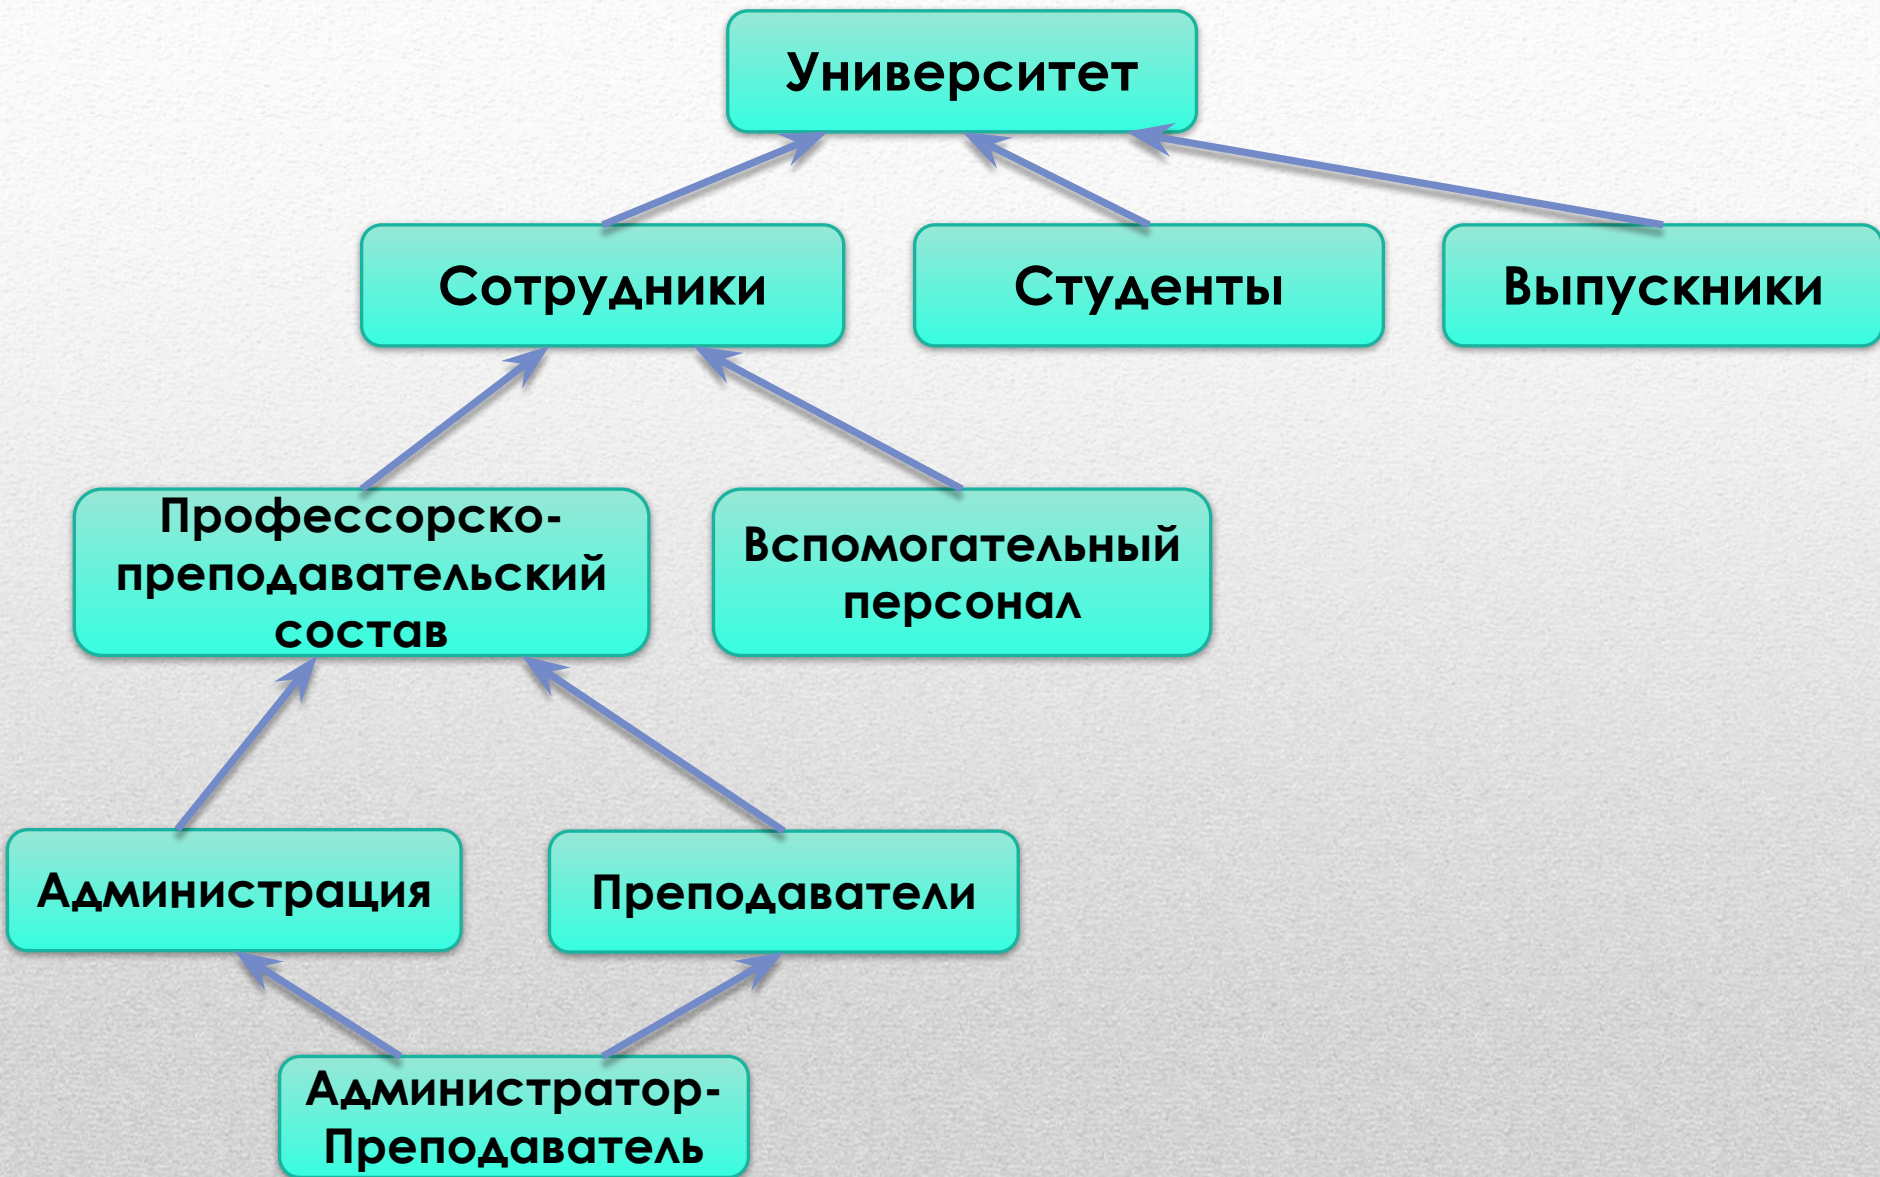 Университет
Сотрудники
Студенты
Выпускники
Профессорско-
преподавательский
состав
Вспомогательный
персонал
Администрация
Преподаватели
Администратор-
Преподаватель